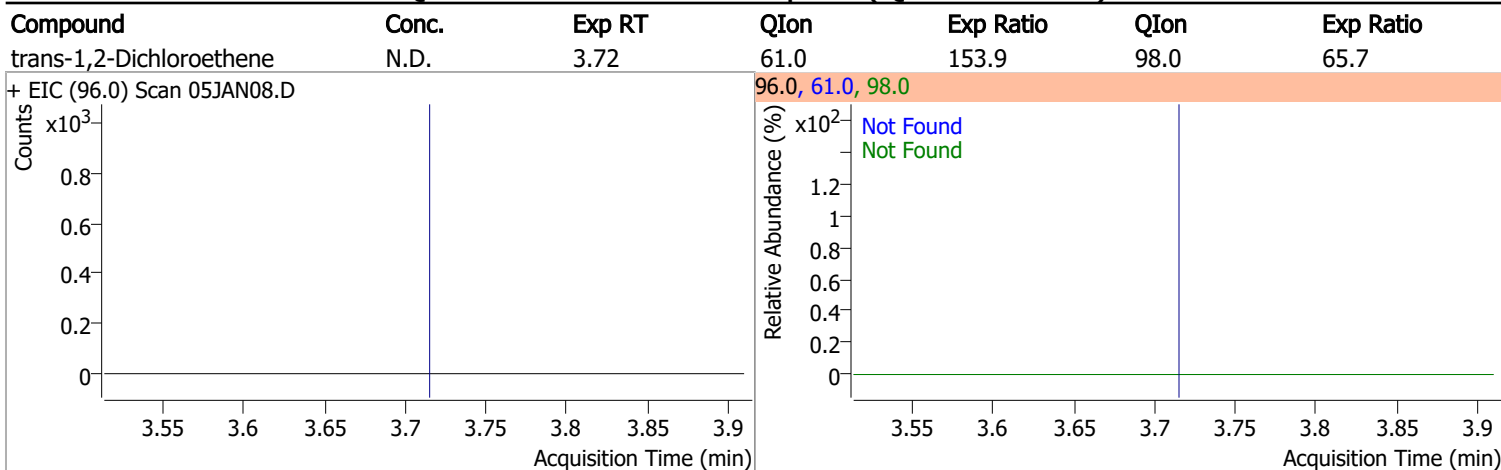 Compound Conc. Exp RT QIon Exp Ratio QIon Exp Ratio
trans-1,2-Dichloroethene N.D. 3.72 61.0 153.9 98.0 65.7
+ EIC (96.0) Scan 05JAN08.D
Counts
x10³
0.8
0.6
0.4
0.2
0
3.55 3.6 3.65 3.7 3.75 3.8 3.85 3.9
Acquisition Time (min)
96.0, 61.0, 98.0
Relative Abundance (%)
x10²
Not Found
Not Found
1.2
1
0.8
0.6
0.4
0.2
0
3.55 3.6 3.65 3.7 3.75 3.8 3.85 3.9
Acquisition Time (min)